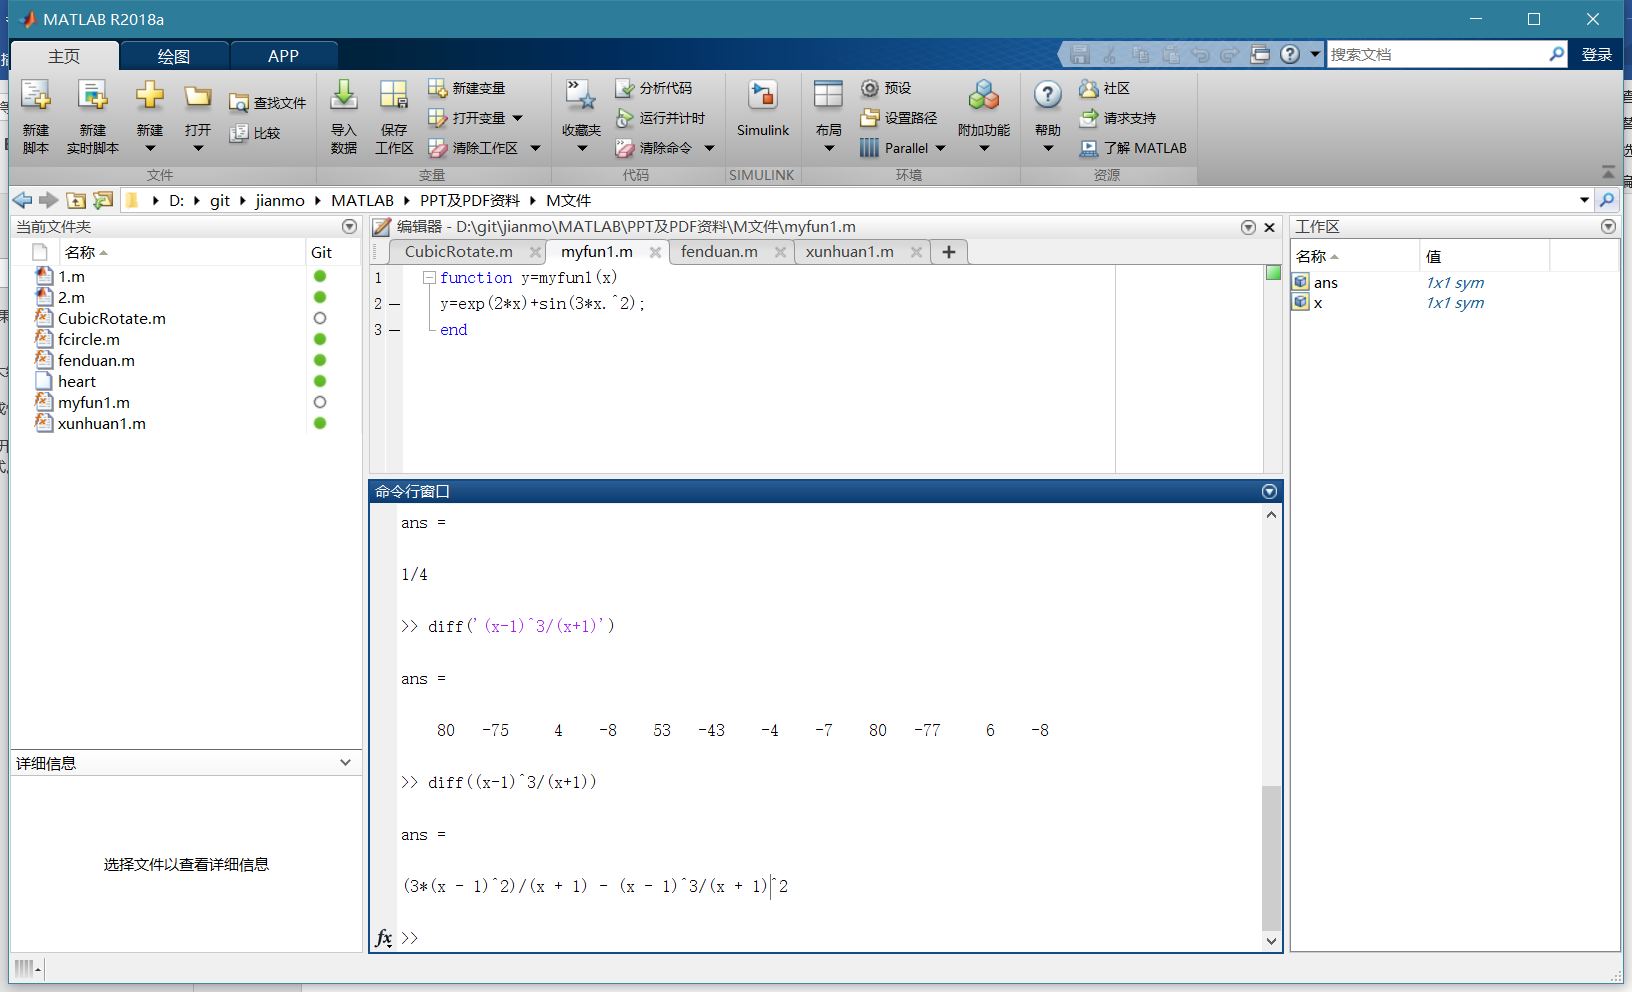 MATLAB R2018a
主页 绘图 APP
搜索文档
登录
新建
脚本
新建
实时脚本
新建
打开
查找文件
比较
文件
导入
数据
保存
工作区
新建变量
打开变量
清除工作区
变量
收藏夹
分析代码
运行并计时
清除命令
代码
Simulink
SIMULINK
布局
预设
设置路径
Parallel
附加功能
环境
帮助
社区
请求支持
了解 MATLAB
资源
D: git jianmo MATLAB PPT及PDF资料 M文件
当前文件夹
名称 Git
1.m
2.m
CubicRotate.m
fcircle.m
fenduan.m
heart
myfun1.m
xunhuan1.m
详细信息
选择文件以查看详细信息
编辑器 - D:\git\jianmo\MATLAB\PPT及PDF资料\M文件\myfun1.m
CubicRotate.m myfun1.m fenduan.m xunhuan1.m
1 function y=myfun1(x)
2 y=exp(2*x)+sin(3*x.^2);
3 end
命令行窗口
ans =
1/4
>> diff('(x-1)^3/(x+1)')
ans =
80 -75 4 -8 53 -43 -4 -7 80 -77 6 -8
>> diff((x-1)^3/(x+1))
ans =
(3*(x - 1)^2)/(x + 1) - (x - 1)^3/(x + 1)^2
fx >>
工作区
名称 值
ans 1x1 sym
x 1x1 sym